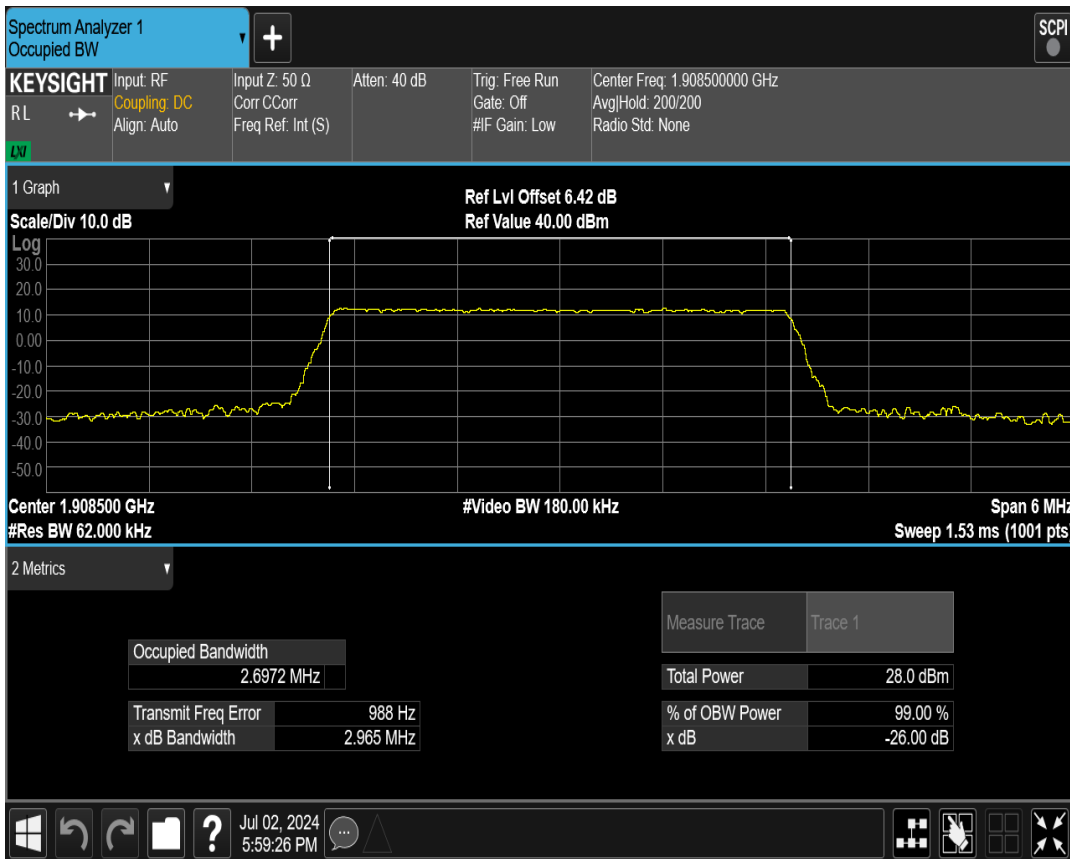 Spectrum Analyzer 1
Occupied BW
+
SCPI
KEYSIGHT
R L
LXI
Input: RF
Coupling: DC
Align: Auto
Input Z: 50 Ω
Corr CCorr
Freq Ref: Int (S)
Atten: 40 dB
Trig: Free Run
Gate: Off
#IF Gain: Low
Center Freq: 1.908500000 GHz
Avg|Hold: 200/200
Radio Std: None
1 Graph
Scale/Div 10.0 dB
Ref Lvl Offset 6.42 dB
Ref Value 40.00 dBm
Log
30.0
20.0
10.0
0.00
-10.0
-20.0
-30.0
-40.0
-50.0
Center 1.908500 GHz
#Video BW 180.00 kHz
Span 6 MHz
#Res BW 62.000 kHz
Sweep 1.53 ms (1001 pts)
2 Metrics
Measure Trace Trace 1
Occupied Bandwidth
2.6972 MHz
Total Power 28.0 dBm
Transmit Freq Error 988 Hz
% of OBW Power 99.00 %
x dB Bandwidth 2.965 MHz
x dB -26.00 dB
?
Jul 02, 2024
5:59:26 PM